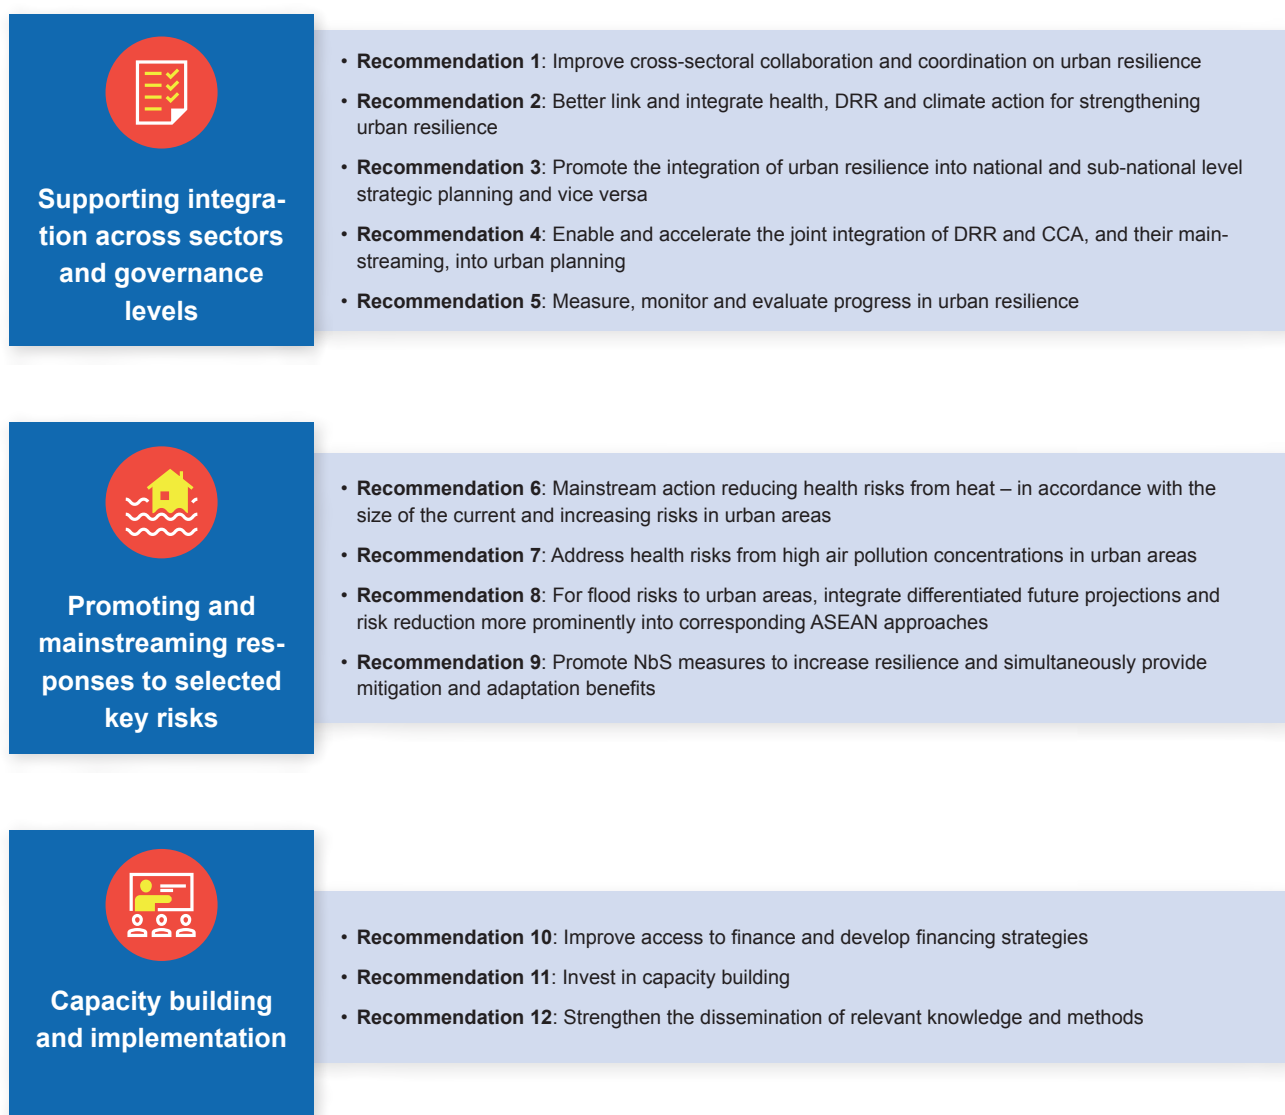 Supporting integra-
tion across sectors
and governance
levels
• Recommendation 1: Improve cross-sectoral collaboration and coordination on urban resilience
• Recommendation 2: Better link and integrate health, DRR and climate action for strengthening
urban resilience
• Recommendation 3: Promote the integration of urban resilience into national and sub-national level
strategic planning and vice versa
• Recommendation 4: Enable and accelerate the joint integration of DRR and CCA, and their main-
streaming, into urban planning
• Recommendation 5: Measure, monitor and evaluate progress in urban resilience
Promoting and
mainstreaming res-
ponses to selected
key risks
• Recommendation 6: Mainstream action reducing health risks from heat – in accordance with the
size of the current and increasing risks in urban areas
• Recommendation 7: Address health risks from high air pollution concentrations in urban areas
• Recommendation 8: For flood risks to urban areas, integrate differentiated future projections and
risk reduction more prominently into corresponding ASEAN approaches
• Recommendation 9: Promote NbS measures to increase resilience and simultaneously provide
mitigation and adaptation benefits
Capacity building
and implementation
• Recommendation 10: Improve access to finance and develop financing strategies
• Recommendation 11: Invest in capacity building
• Recommendation 12: Strengthen the dissemination of relevant knowledge and methods